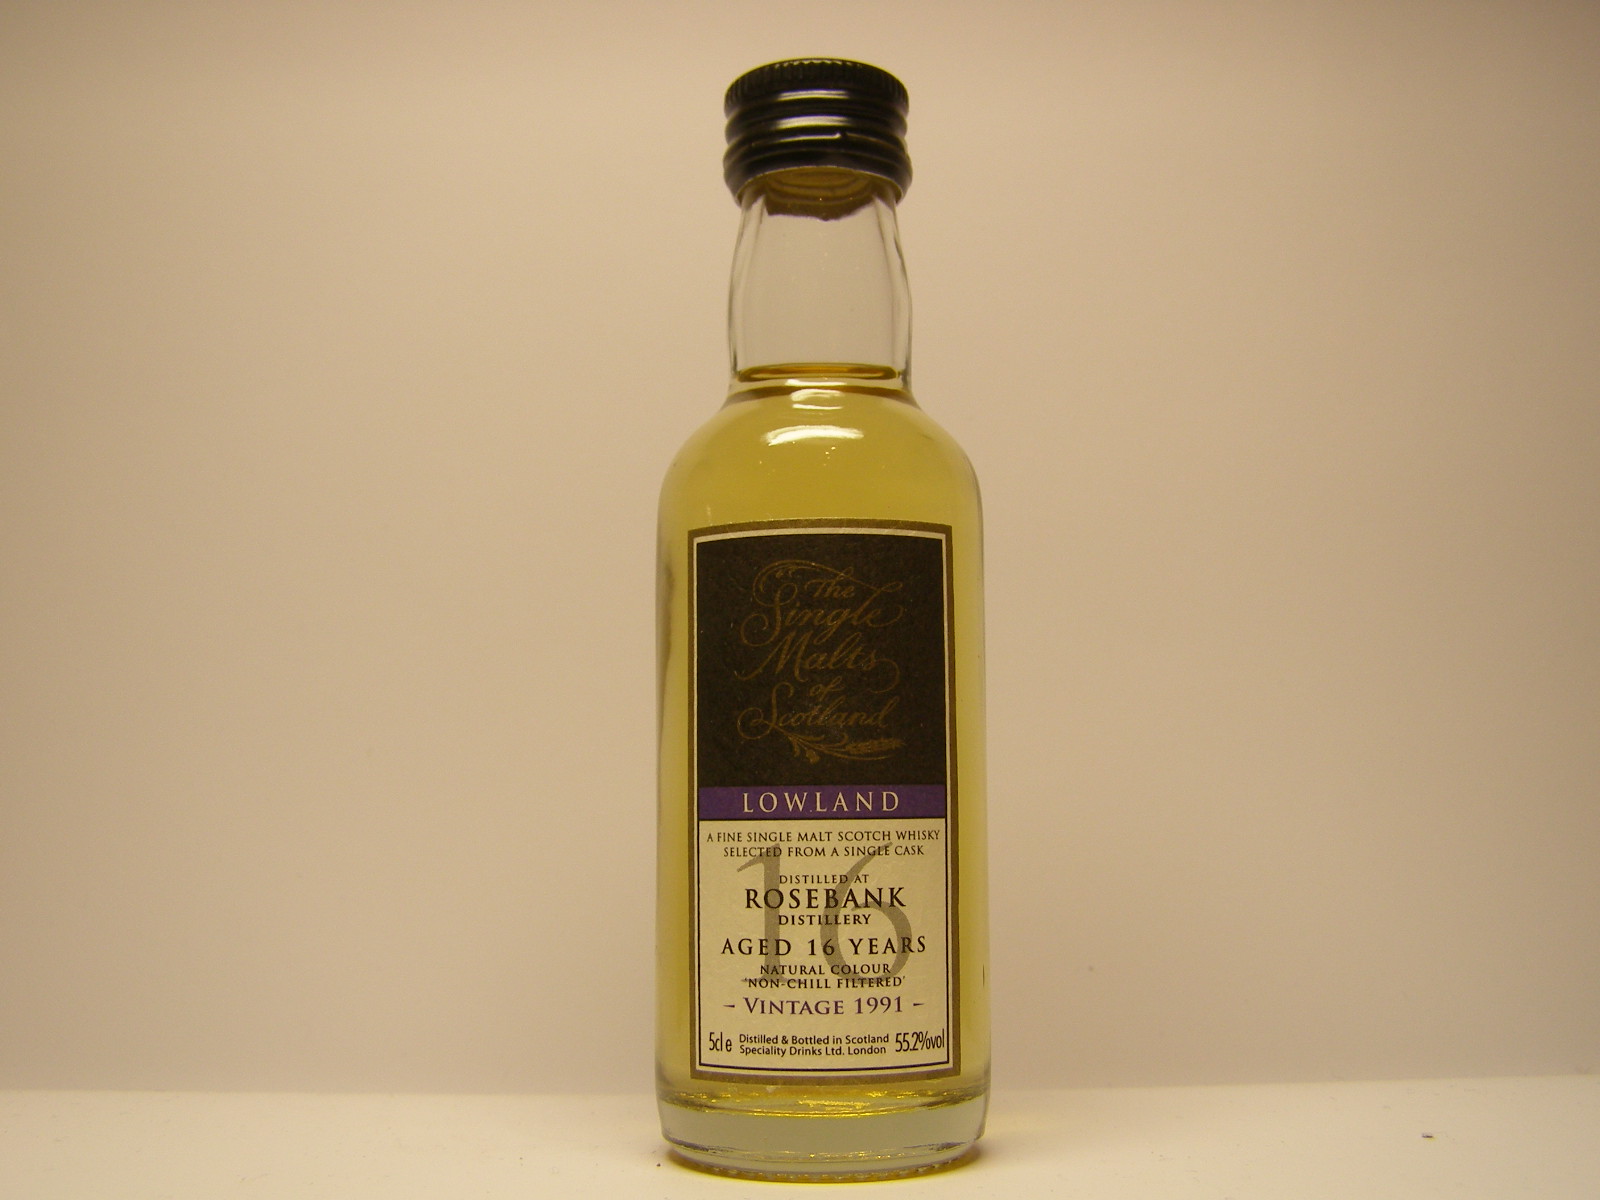 The
Single
Malts
of
Scotland
LOWLAND
A FINE SINGLE MALT SCOTCH WHISKY
SELECTED FROM A SINGLE CASK
16
DISTILLED AT
ROSEBANK
DISTILLERY
AGED 16 YEARS
NATURAL COLOUR
'NON-CHILL FILTERED'
- VINTAGE 1991 -
5cl e Distilled & Bottled in Scotland 55.2%vol
Speciality Drinks Ltd. London